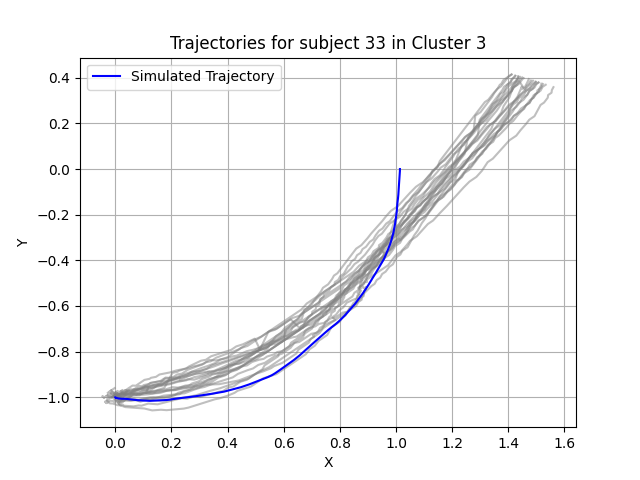 Trajectories for subject 33 in Cluster 3
Simulated Trajectory
0.4
0.2
0.0
−0.2
−0.4
−0.6
−0.8
−1.0
Y
0.0 0.2 0.4 0.6 0.8 1.0 1.2 1.4 1.6
X